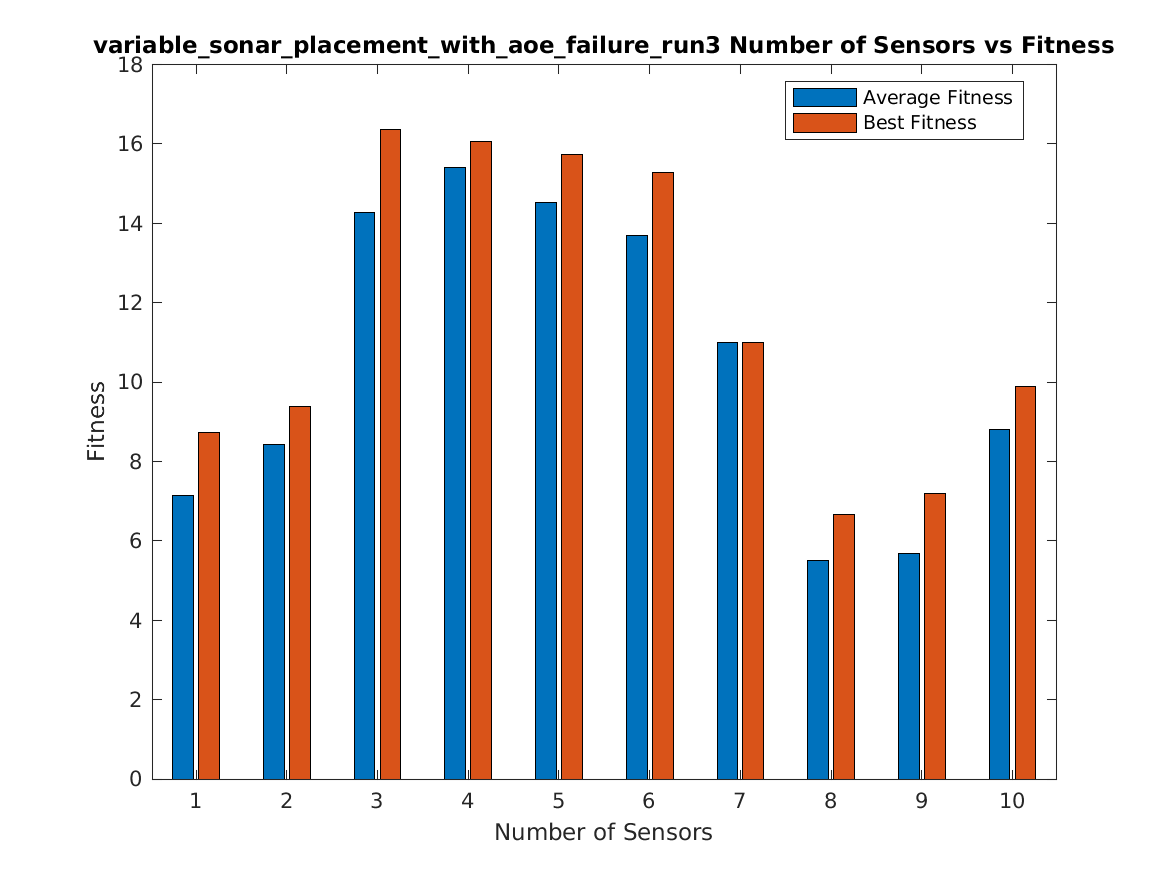 variable_sonar_placement_with_aoe_failure_run3 Number of Sensors vs Fitness
Average Fitness
Best Fitness
Fitness
18
16
14
12
10
8
6
4
2
0
1 2 3 4 5 6 7 8 9 10
Number of Sensors